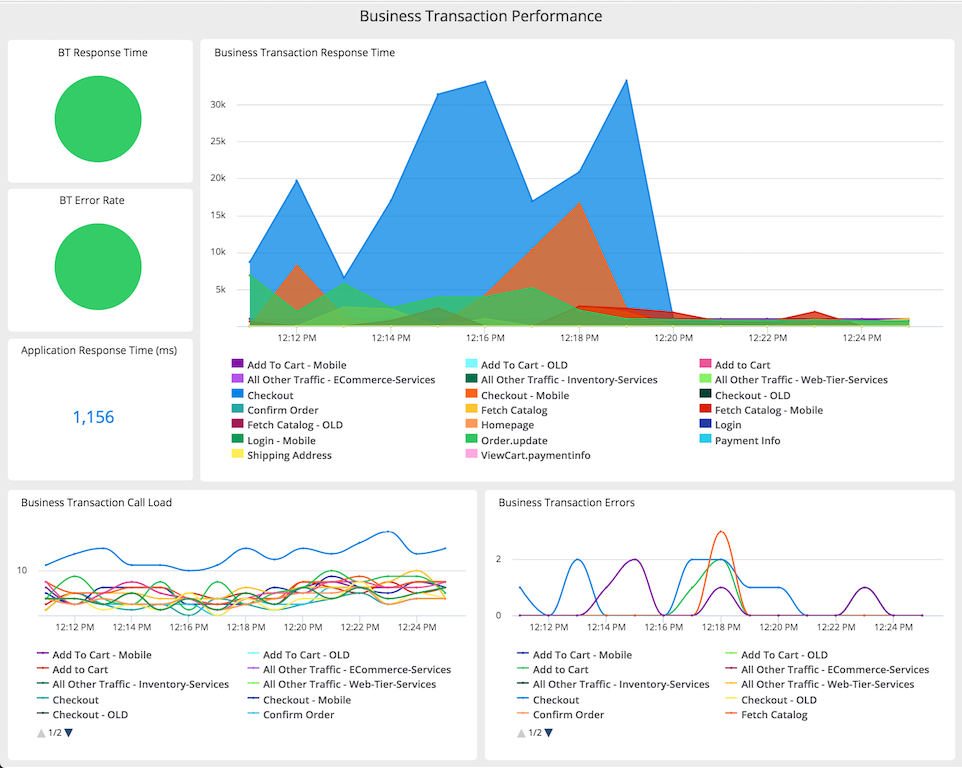 Business Transaction Performance
BT Response Time
Business Transaction Response Time
30k
25k
20k
15k
10k
5k
12:12 PM 12:14 PM 12:16 PM 12:18 PM 12:20 PM 12:22 PM 12:24 PM
Add To Cart - Mobile Add To Cart - OLD Add to Cart
All Other Traffic - ECommerce-Services All Other Traffic - Inventory-Services All Other Traffic - Web-Tier-Services
Checkout Checkout - Mobile Checkout - OLD
Confirm Order Fetch Catalog Fetch Catalog - Mobile
Fetch Catalog - OLD Homepage Login
Login - Mobile Order.update Payment Info
Shipping Address ViewCart.paymentinfo
BT Error Rate
Application Response Time (ms)
1,156
Business Transaction Call Load
10
12:12 PM 12:14 PM 12:16 PM 12:18 PM 12:20 PM 12:22 PM 12:24 PM
Add To Cart - Mobile Add To Cart - OLD
Add to Cart All Other Traffic - ECommerce-Services
All Other Traffic - Inventory-Services All Other Traffic - Web-Tier-Services
Checkout Checkout - Mobile
Checkout - OLD Confirm Order
1/2
Business Transaction Errors
2
0
12:12 PM 12:14 PM 12:16 PM 12:18 PM 12:20 PM 12:22 PM 12:24 PM
Add To Cart - Mobile Add To Cart - OLD
Add to Cart All Other Traffic - ECommerce-Services
All Other Traffic - Inventory-Services All Other Traffic - Web-Tier-Services
Checkout Checkout - OLD
Confirm Order Fetch Catalog
1/2